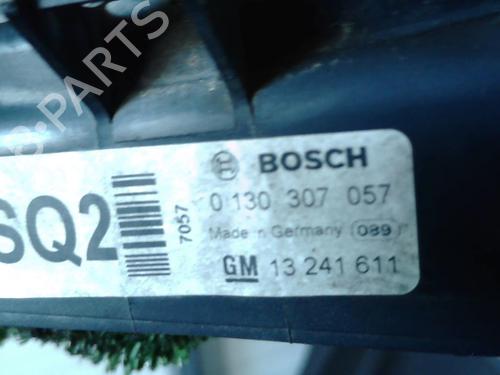 B-PARTS
BOSCH
0 130 307 057
SQ2
7057
Made in Germany 089
GM 13 241 611